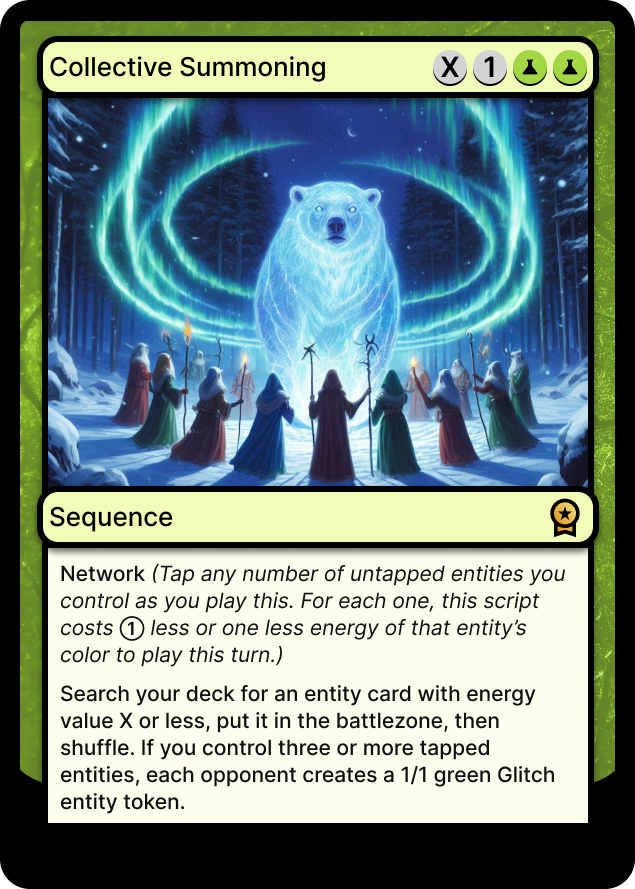 Collective Summoning X 1
Sequence
Network (Tap any number of untapped entities you
control as you play this. For each one, this script
costs 1 less or one less energy of that entity’s
color to play this turn.)
Search your deck for an entity card with energy
value X or less, put it in the battlezone, then
shuffle. If you control three or more tapped
entities, each opponent creates a 1/1 green Glitch
entity token.